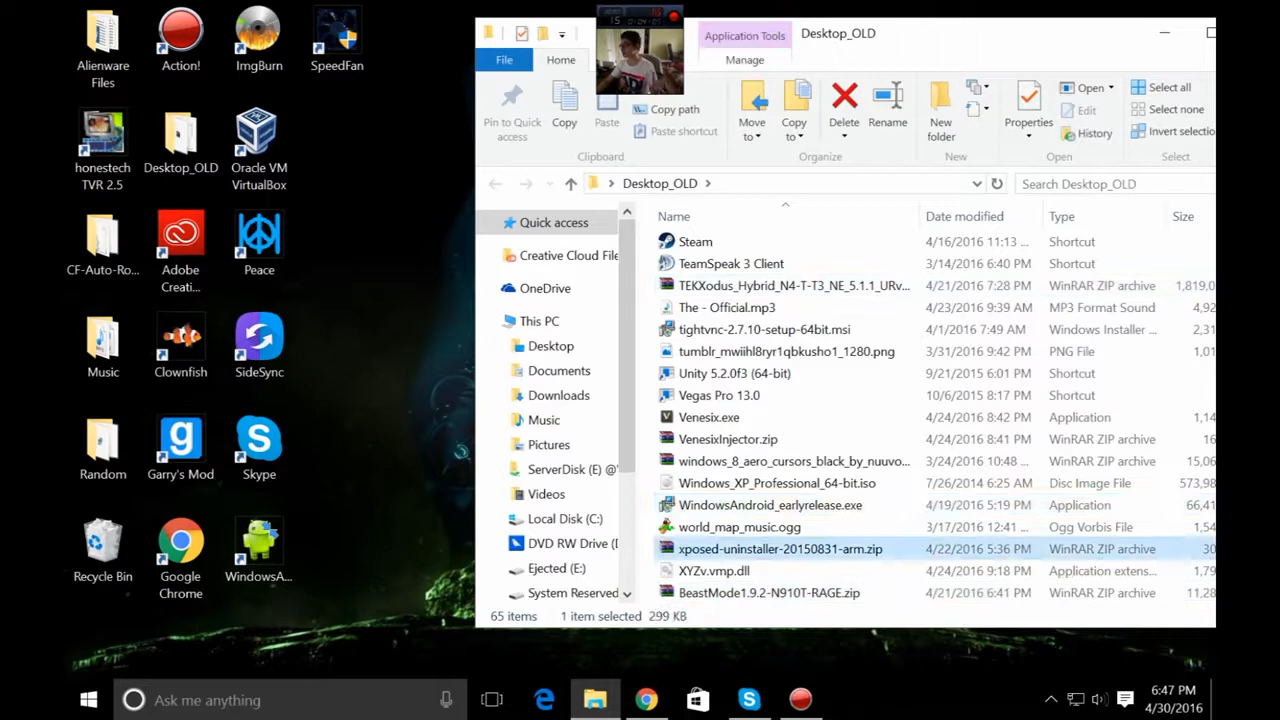 Alienware Files
Action!
ImgBurn
SpeedFan
honestech TVR 2.5
Desktop_OLD
Oracle VM VirtualBox
CF-Auto-Ro...
Adobe Creati...
Peace
Music
Clownfish
SideSync
Random
Garry's Mod
Skype
Recycle Bin
Google Chrome
WindowsA...
Application Tools
Desktop_OLD
File
Home
Manage
Pin to Quick access
Copy
Paste
Copy path
Paste shortcut
Clipboard
Move to
Copy to
Delete
Rename
Organize
New folder
New
Properties
Open
Edit
History
Open
Select all
Select none
Invert selectio
Select
Desktop_OLD
Search Desktop_OLD
Quick access
Creative Cloud File
OneDrive
This PC
Desktop
Documents
Downloads
Music
Pictures
ServerDisk (E) @
Videos
Local Disk (C:)
DVD RW Drive (
Ejected (E:)
System Reserved
Name Date modified Type Size
Steam 4/16/2016 11:13 ... Shortcut
TeamSpeak 3 Client 3/14/2016 6:40 PM Shortcut
TEKXodus_Hybrid_N4-T-T3_NE_5.1.1_URv... 4/21/2016 7:28 PM WinRAR ZIP archive 1,819,0
The - Official.mp3 4/23/2016 9:39 AM MP3 Format Sound 4,92
tightvnc-2.7.10-setup-64bit.msi 4/1/2016 7:49 AM Windows Installer ... 2,31
tumblr_mwiihl8ryr1qbkusho1_1280.png 3/31/2016 9:42 PM PNG File 1,01
Unity 5.2.0f3 (64-bit) 9/21/2015 6:01 PM Shortcut
Vegas Pro 13.0 10/6/2015 8:17 PM Shortcut
Venesix.exe 4/24/2016 8:42 PM Application 1,14
VenesixInjector.zip 4/24/2016 8:41 PM WinRAR ZIP archive 16
windows_8_aero_cursors_black_by_nuuvo... 3/24/2016 10:48 ... WinRAR ZIP archive 15,06
Windows_XP_Professional_64-bit.iso 7/26/2014 6:25 AM Disc Image File 573,98
WindowsAndroid_earlyrelease.exe 4/19/2016 5:19 PM Application 66,41
world_map_music.ogg 3/17/2016 12:41 ... Ogg Vorbis File 1,54
xposed-uninstaller-20150831-arm.zip 4/22/2016 5:36 PM WinRAR ZIP archive 30
XYZv.vmp.dll 4/24/2016 9:18 PM Application extens... 1,79
BeastMode1.9.2-N910T-RAGE.zip 4/21/2016 6:41 PM WinRAR ZIP archive 11,28
65 items 1 item selected 299 KB
Ask me anything
6:47 PM
4/30/2016